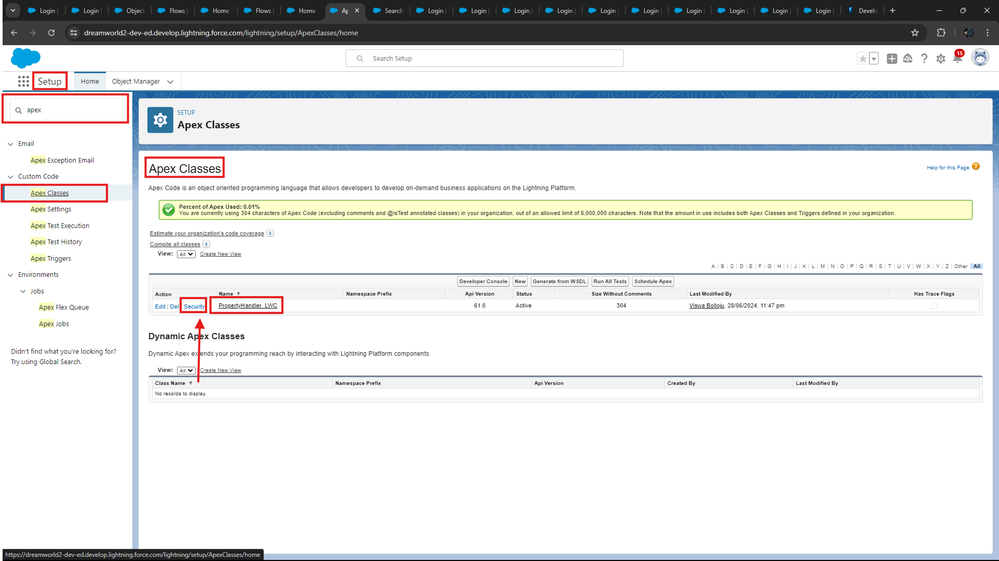 Login
Login
Object
Flows
Home
Flows
Home
Ap
Search
Login
Login
Login
Login
Login
Login
Login
Login
Login
Login
Develo
dreamworld2-dev-ed.develop.lightning.force.com/lightning/setup/ApexClasses/home
Search Setup
15
Setup
Home
Object Manager
apex
Email
Apex Exception Email
Custom Code
Apex Classes
Apex Settings
Apex Test Execution
Apex Test History
Apex Triggers
Environments
Jobs
Apex Flex Queue
Apex Jobs
Didn't find what you're looking for?
Try using Global Search.
SETUP
Apex Classes
Apex Classes
Help for this Page ?
Apex Code is an object oriented programming language that allows developers to develop on-demand business applications on the Lightning Platform.
Percent of Apex Used: 0.01%
You are currently using 304 characters of Apex Code (excluding comments and @isTest annotated classes) in your organization, out of an allowed limit of 6,000,000 characters. Note that the amount in use includes both Apex Classes and Triggers defined in your organization.
Estimate your organization's code coverage i
Compile all classes i
View: All Create New View
A | B | C | D | E | F | G | H | I | J | K | L | M | N | O | P | Q | R | S | T | U | V | W | X | Y | Z | Other All
Developer Console New Generate from WSDL Run All Tests Schedule Apex
Action Name ↑ Namespace Prefix Api Version Status Size Without Comments Last Modified By Has Trace Flags
Edit | Del Security PropertyHandler_LWC 61.0 Active 304 Viswa Bolloju, 28/06/2024, 11:47 pm
Dynamic Apex Classes
Dynamic Apex extends your programming reach by interacting with Lightning Platform components.
View: All Create New View
Class Name ↑ Namespace Prefix Api Version Created By Last Modified By
No records to display.
https://dreamworld2-dev-ed.develop.lightning.force.com/lightning/setup/ApexClasses/home